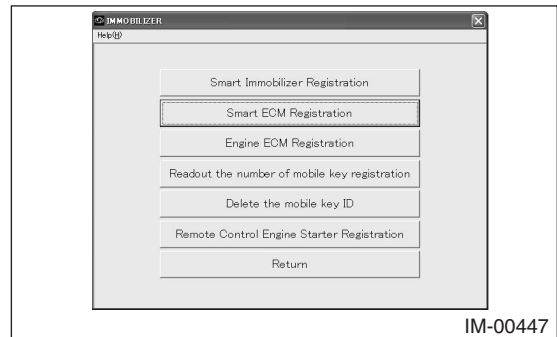 IMMOBILIZER
Help(H)
Smart Immobilizer Registration
Smart ECM Registration
Engine ECM Registration
Readout the number of mobile key registration
Delete the mobile key ID
Remote Control Engine Starter Registration
Return
IM-00447